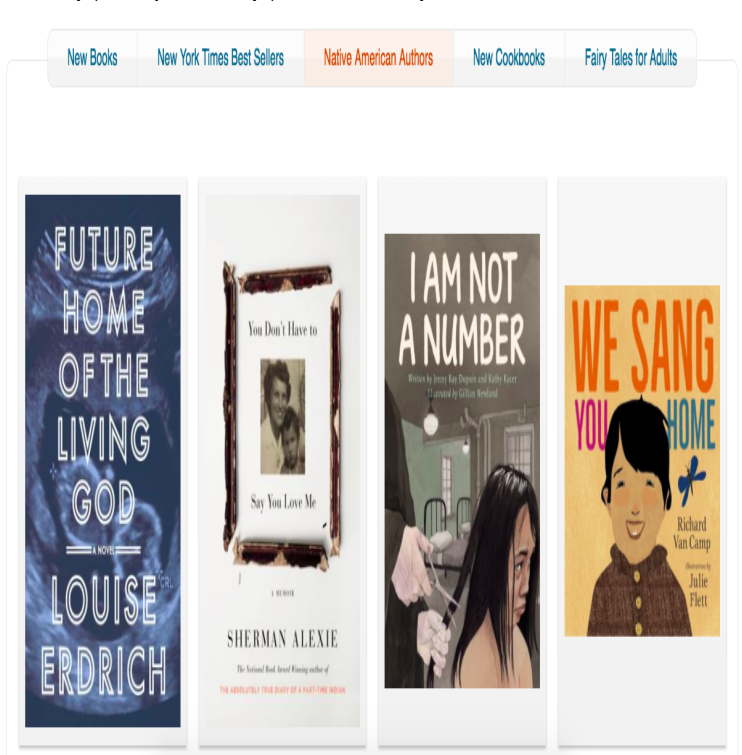 New Books
New York Times Best Sellers
Native American Authors
New Cookbooks
Fairy Tales for Adults
FUTURE
HOME
OF THE
LIVING
GOD
A NOVEL
LOUISE
ERDRICH
CRL
You Don't Have to
Say You Love Me
A MEMOIR
SHERMAN ALEXIE
The National Book Award Winning author of
THE ABSOLUTELY TRUE DIARY OF A PART-TIME INDIAN
I AM NOT
A NUMBER
Written by Jenny Kay Dupuis and Kathy Kacer
Illustrated by Gillian Newland
WE SANG
YOU HOME
Richard
Van Camp
illustrations by
Julie
Flett